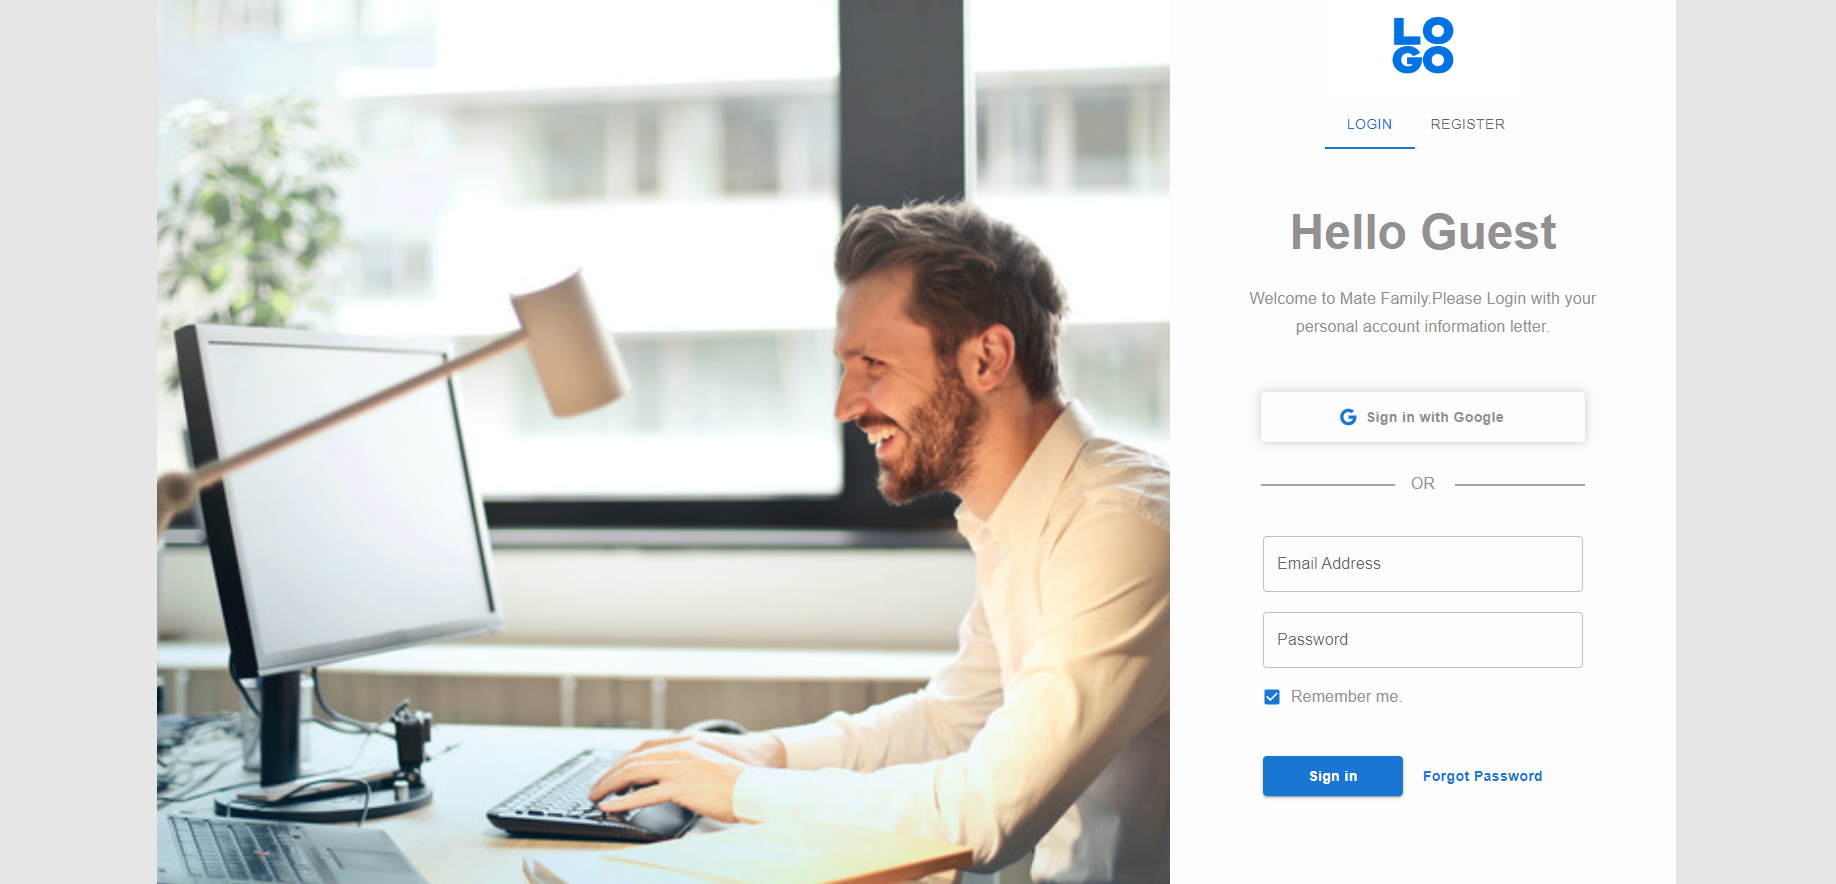 LO
GO
LOGIN REGISTER
Hello Guest
Welcome to Mate Family.Please Login with your
personal account information letter.
G Sign in with Google
OR
Email Address
Password
Remember me.
Sign in Forgot Password